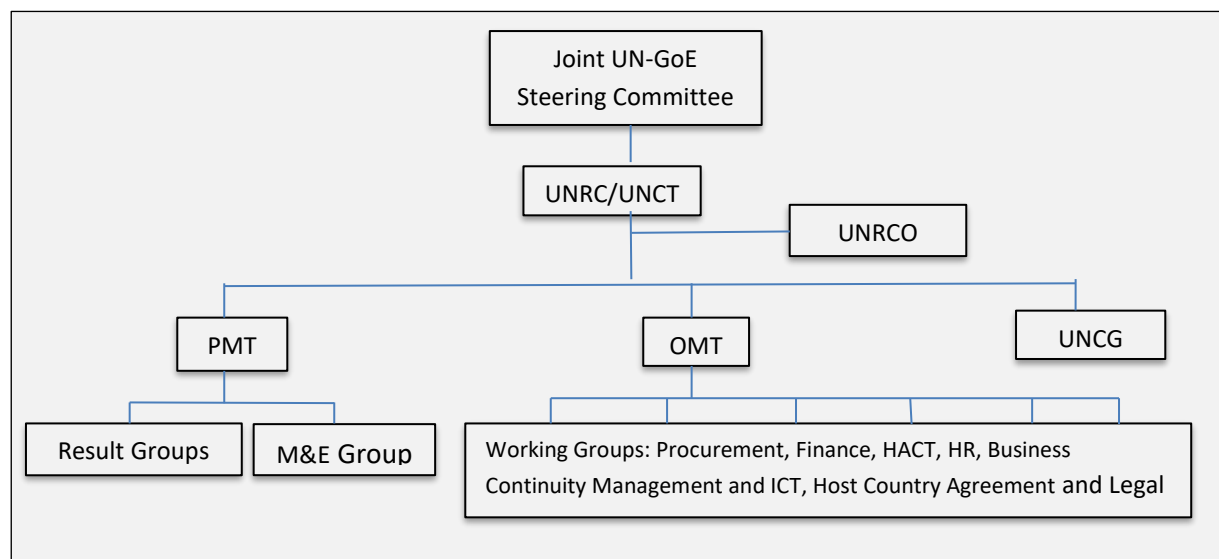 Joint UN-GoE
Steering Committee
UNRC/UNCT
UNRCO
PMT
OMT
UNCG
Result Groups
M&E Group
Working Groups: Procurement, Finance, HACT, HR, Business
Continuity Management and ICT, Host Country Agreement and Legal